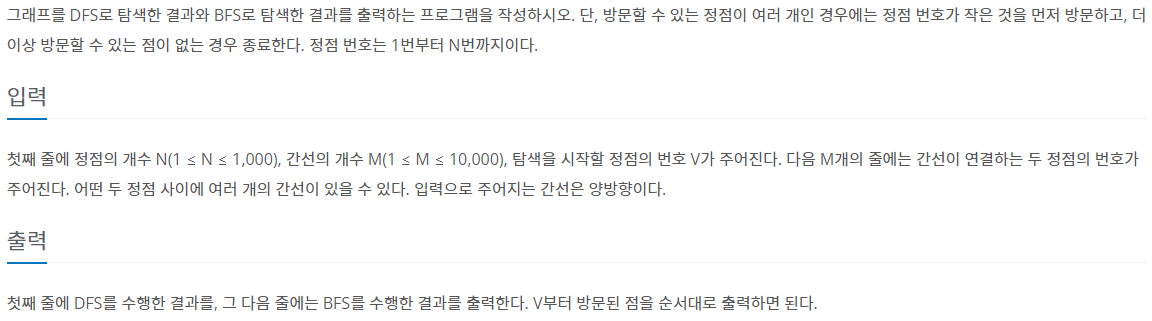 그래프를 DFS로 탐색한 결과와 BFS로 탐색한 결과를 출력하는 프로그램을 작성하시오. 단, 방문할 수 있는 정점이 여러 개인 경우에는 정점 번호가 작은 것을 먼저 방문하고, 더
이상 방문할 수 있는 점이 없는 경우 종료한다. 정점 번호는 1번부터 N번까지이다.
입력
첫째 줄에 정점의 개수 N(1 ≤ N ≤ 1,000), 간선의 개수 M(1 ≤ M ≤ 10,000), 탐색을 시작할 정점의 번호 V가 주어진다. 다음 M개의 줄에는 간선이 연결하는 두 정점의 번호가
주어진다. 어떤 두 정점 사이에 여러 개의 간선이 있을 수 있다. 입력으로 주어지는 간선은 양방향이다.
출력
첫째 줄에 DFS를 수행한 결과를, 그 다음 줄에는 BFS를 수행한 결과를 출력한다. V부터 방문된 점을 순서대로 출력하면 된다.